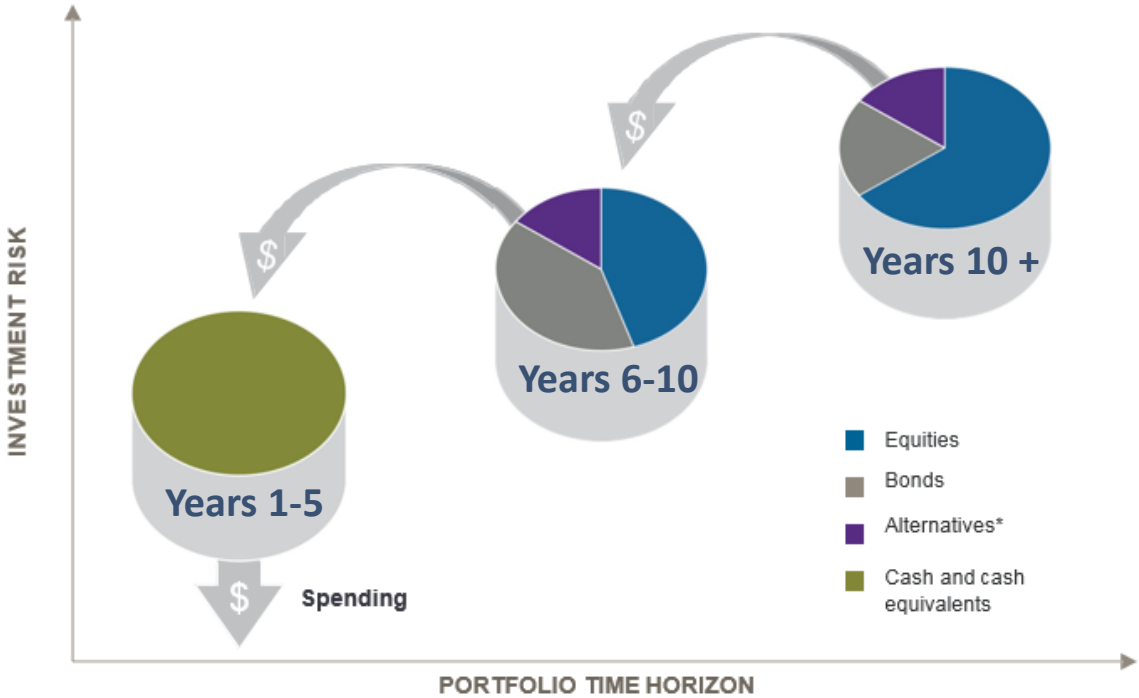 INVESTMENT RISK
$
$
Years 10 +
Years 6-10
Years 1-5
$
Spending
Equities
Bonds
Alternatives*
Cash and cash
equivalents
PORTFOLIO TIME HORIZON